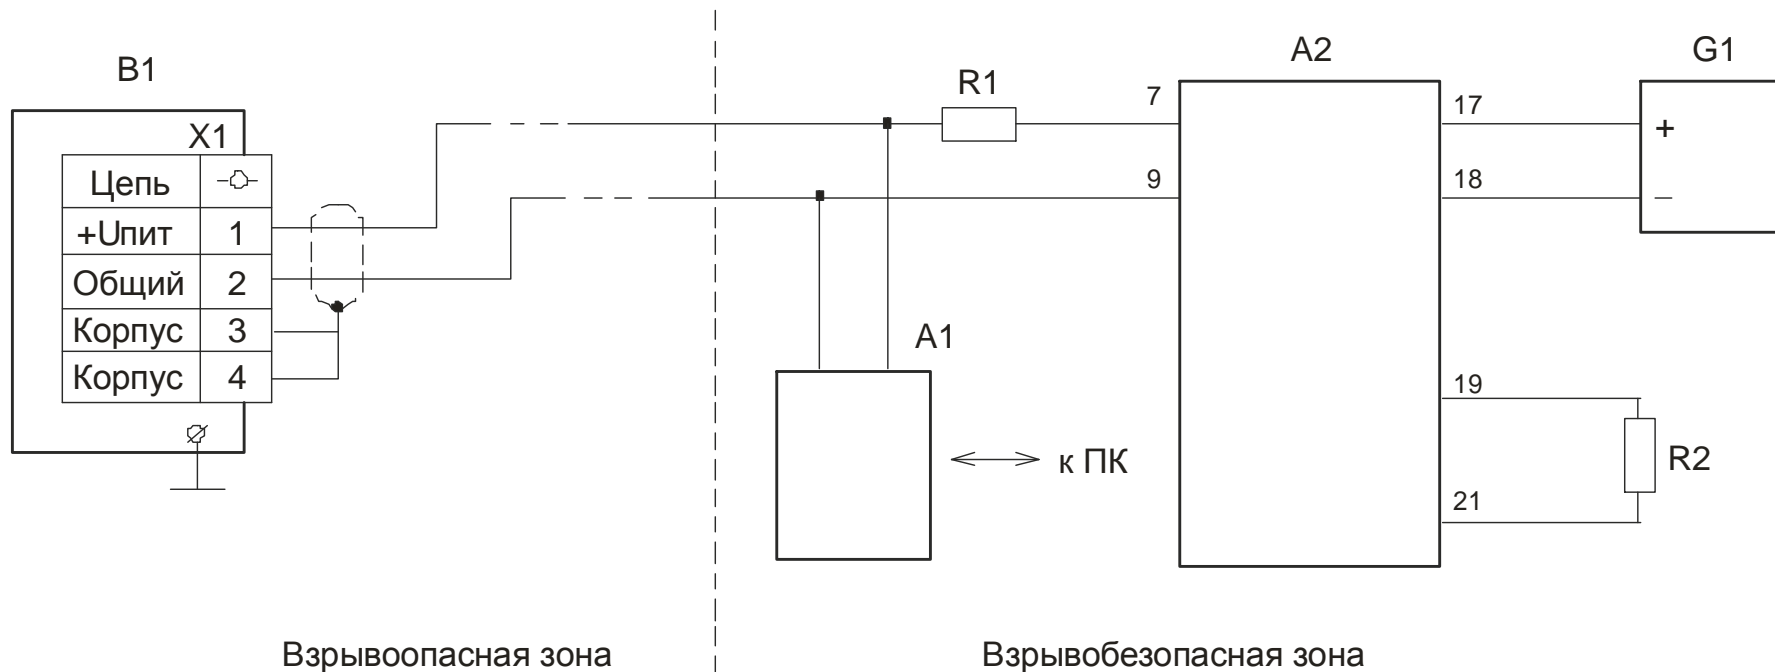 B1
X1
Цепь
+Uпит 1
Общий 2
Корпус 3
Корпус 4
R1
7
9
A1
к ПК
A2
17
18
19
21
G1
+
–
R2
Взрывоопасная зона
Взрывобезопасная зона